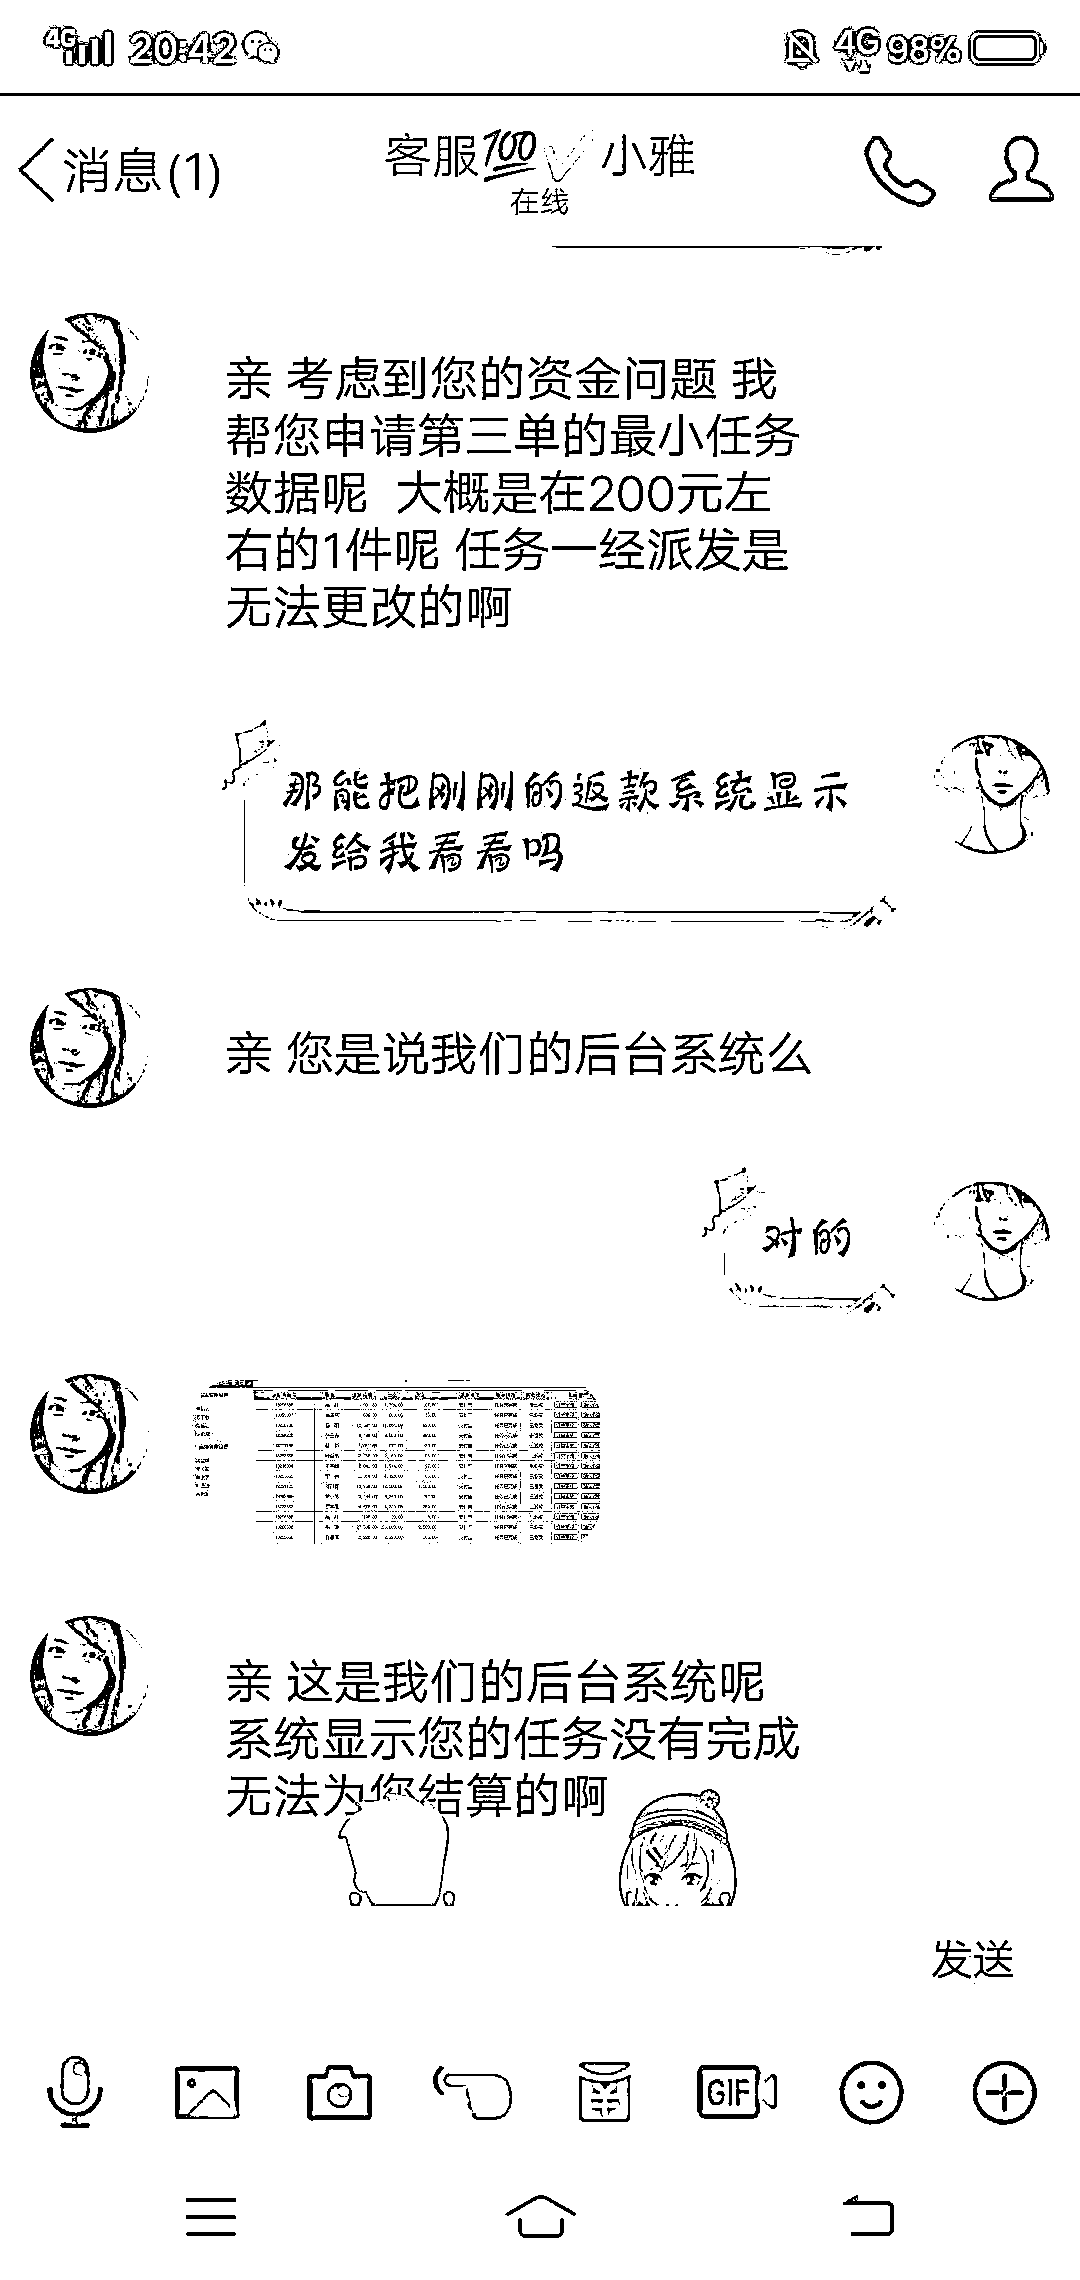 4G 20:42 4G 98%
消息(1) 客服💯✓小雅
在线
亲 考虑到您的资金问题 我
帮您申请第三单的最小任务
数据呢 大概是在200元左
右的1件呢 任务一经派发是
无法更改的啊
那能把刚刚的返款系统显示
发给我看看吗
亲 您是说我们的后台系统么
对的
亲 这是我们的后台系统呢
系统显示您的任务没有完成
无法为您结算的啊
发送
GIF